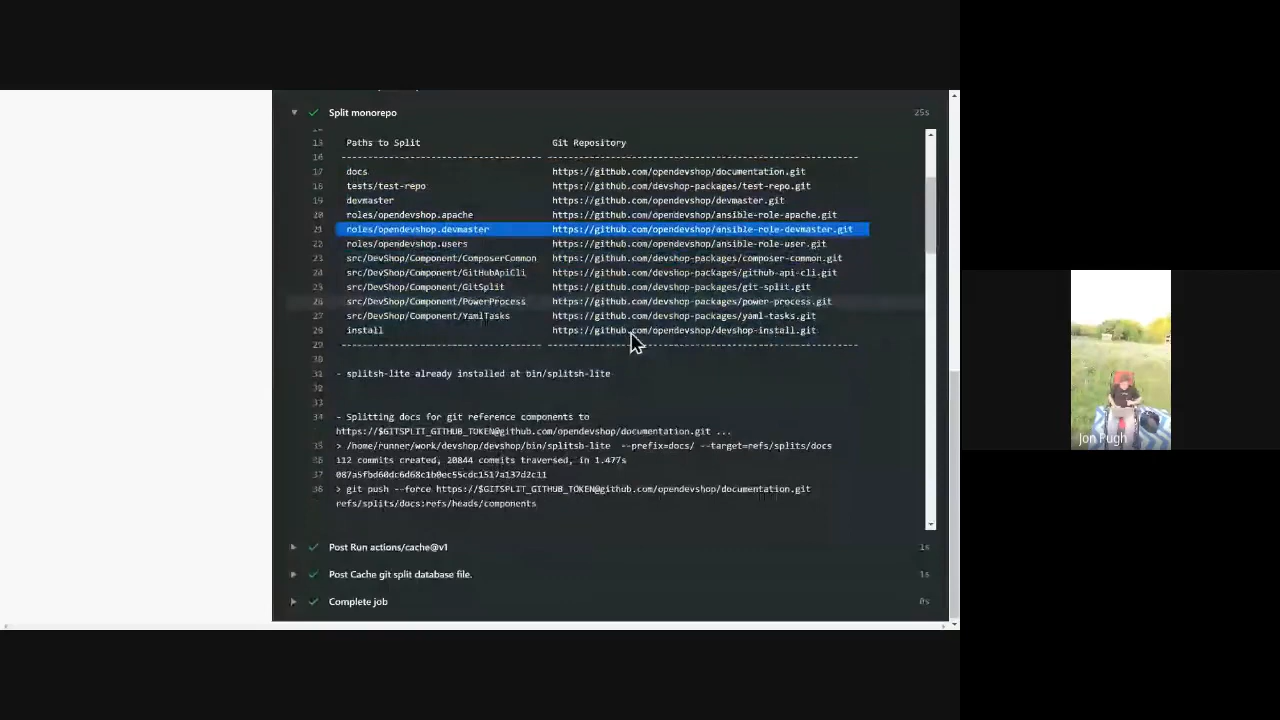 Split monorepo 25s
15 Paths to Split Git Repository
16 ---------------------------------- ------------------------------------------------------
17 docs https://github.com/opendevshop/documentation.git
18 tests/test-repo https://github.com/devshop-packages/test-repo.git
19 devmaster https://github.com/opendevshop/devmaster.git
20 roles/opendevshop.apache https://github.com/opendevshop/ansible-role-apache.git
21 roles/opendevshop.devmaster https://github.com/opendevshop/ansible-role-devmaster.git
22 roles/opendevshop.users https://github.com/opendevshop/ansible-role-user.git
23 src/DevShop/Component/ComposerCommon https://github.com/devshop-packages/composer-common.git
24 src/DevShop/Component/GitHubApiCli https://github.com/devshop-packages/github-api-cli.git
25 src/DevShop/Component/GitSplit https://github.com/devshop-packages/git-split.git
26 src/DevShop/Component/PowerProcess https://github.com/devshop-packages/power-process.git
27 src/DevShop/Component/YamlTasks https://github.com/devshop-packages/yaml-tasks.git
28 install https://github.com/opendevshop/devshop-install.git
29 ---------------------------------- ------------------------------------------------------
30
31 - splitsh-lite already installed at bin/splitsh-lite
32
33
34 - Splitting docs for git reference components to
https://$GITSPLIT_GITHUB_TOKEN@github.com/opendevshop/documentation.git ...
35 > /home/runner/work/devshop/devshop/bin/splitsh-lite --prefix=docs/ --target=refs/splits/docs
36 112 commits created, 20844 commits traversed, in 1.477s
37
38 > git push --force https://$GITSPLIT_GITHUB_TOKEN@github.com/opendevshop/documentation.git
refs/splits/docs:refs/heads/components
Post Run actions/cache@v1 1s
Post Cache git split database file. 1s
Complete job 0s
Jon Pugh